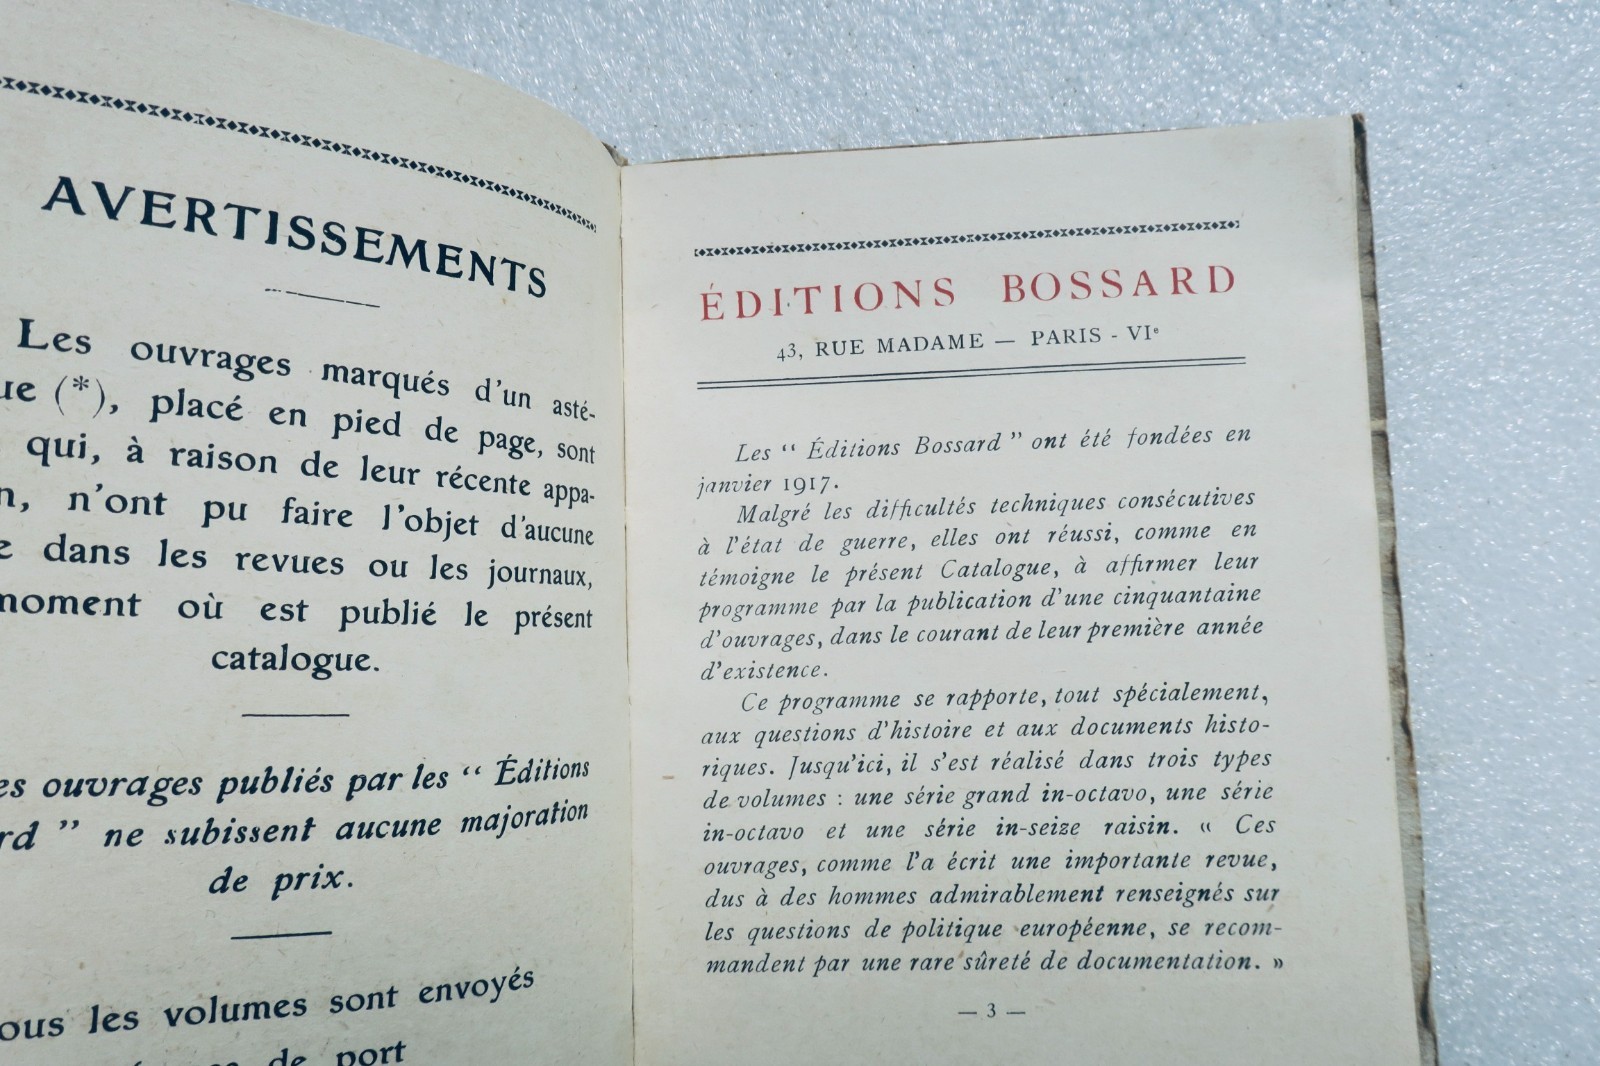 AVERTISSEMENTS
Les ouvrages marqués d'un asté-
(*), placé en pied de page, sont
qui, à raison de leur récente appa-
n'ont pu faire l'objet d'aucune
dans les revues ou les journaux,
moment où est publié le présent
catalogue.
ouvrages publiés par les “ Éditions
” ne subissent aucune majoration
de prix.
les volumes sont envoyés
de port
ÉDITIONS BOSSARD
43, RUE MADAME — PARIS - VIe
Les “ Éditions Bossard ” ont été fondées en
janvier 1917.
Malgré les difficultés techniques consécutives
à l'état de guerre, elles ont réussi, comme en
témoigne le présent Catalogue, à affirmer leur
programme par la publication d'une cinquantaine
d'ouvrages, dans le courant de leur première année
d'existence.
Ce programme se rapporte, tout spécialement,
aux questions d'histoire et aux documents histo-
riques. Jusqu'ici, il s'est réalisé dans trois types
de volumes : une série grand in-octavo, une série
in-octavo et une série in-seize raisin. « Ces
ouvrages, comme l'a écrit une importante revue,
dus à des hommes admirablement renseignés sur
les questions de politique européenne, se recom-
mandent par une rare sûreté de documentation. »
— 3 —